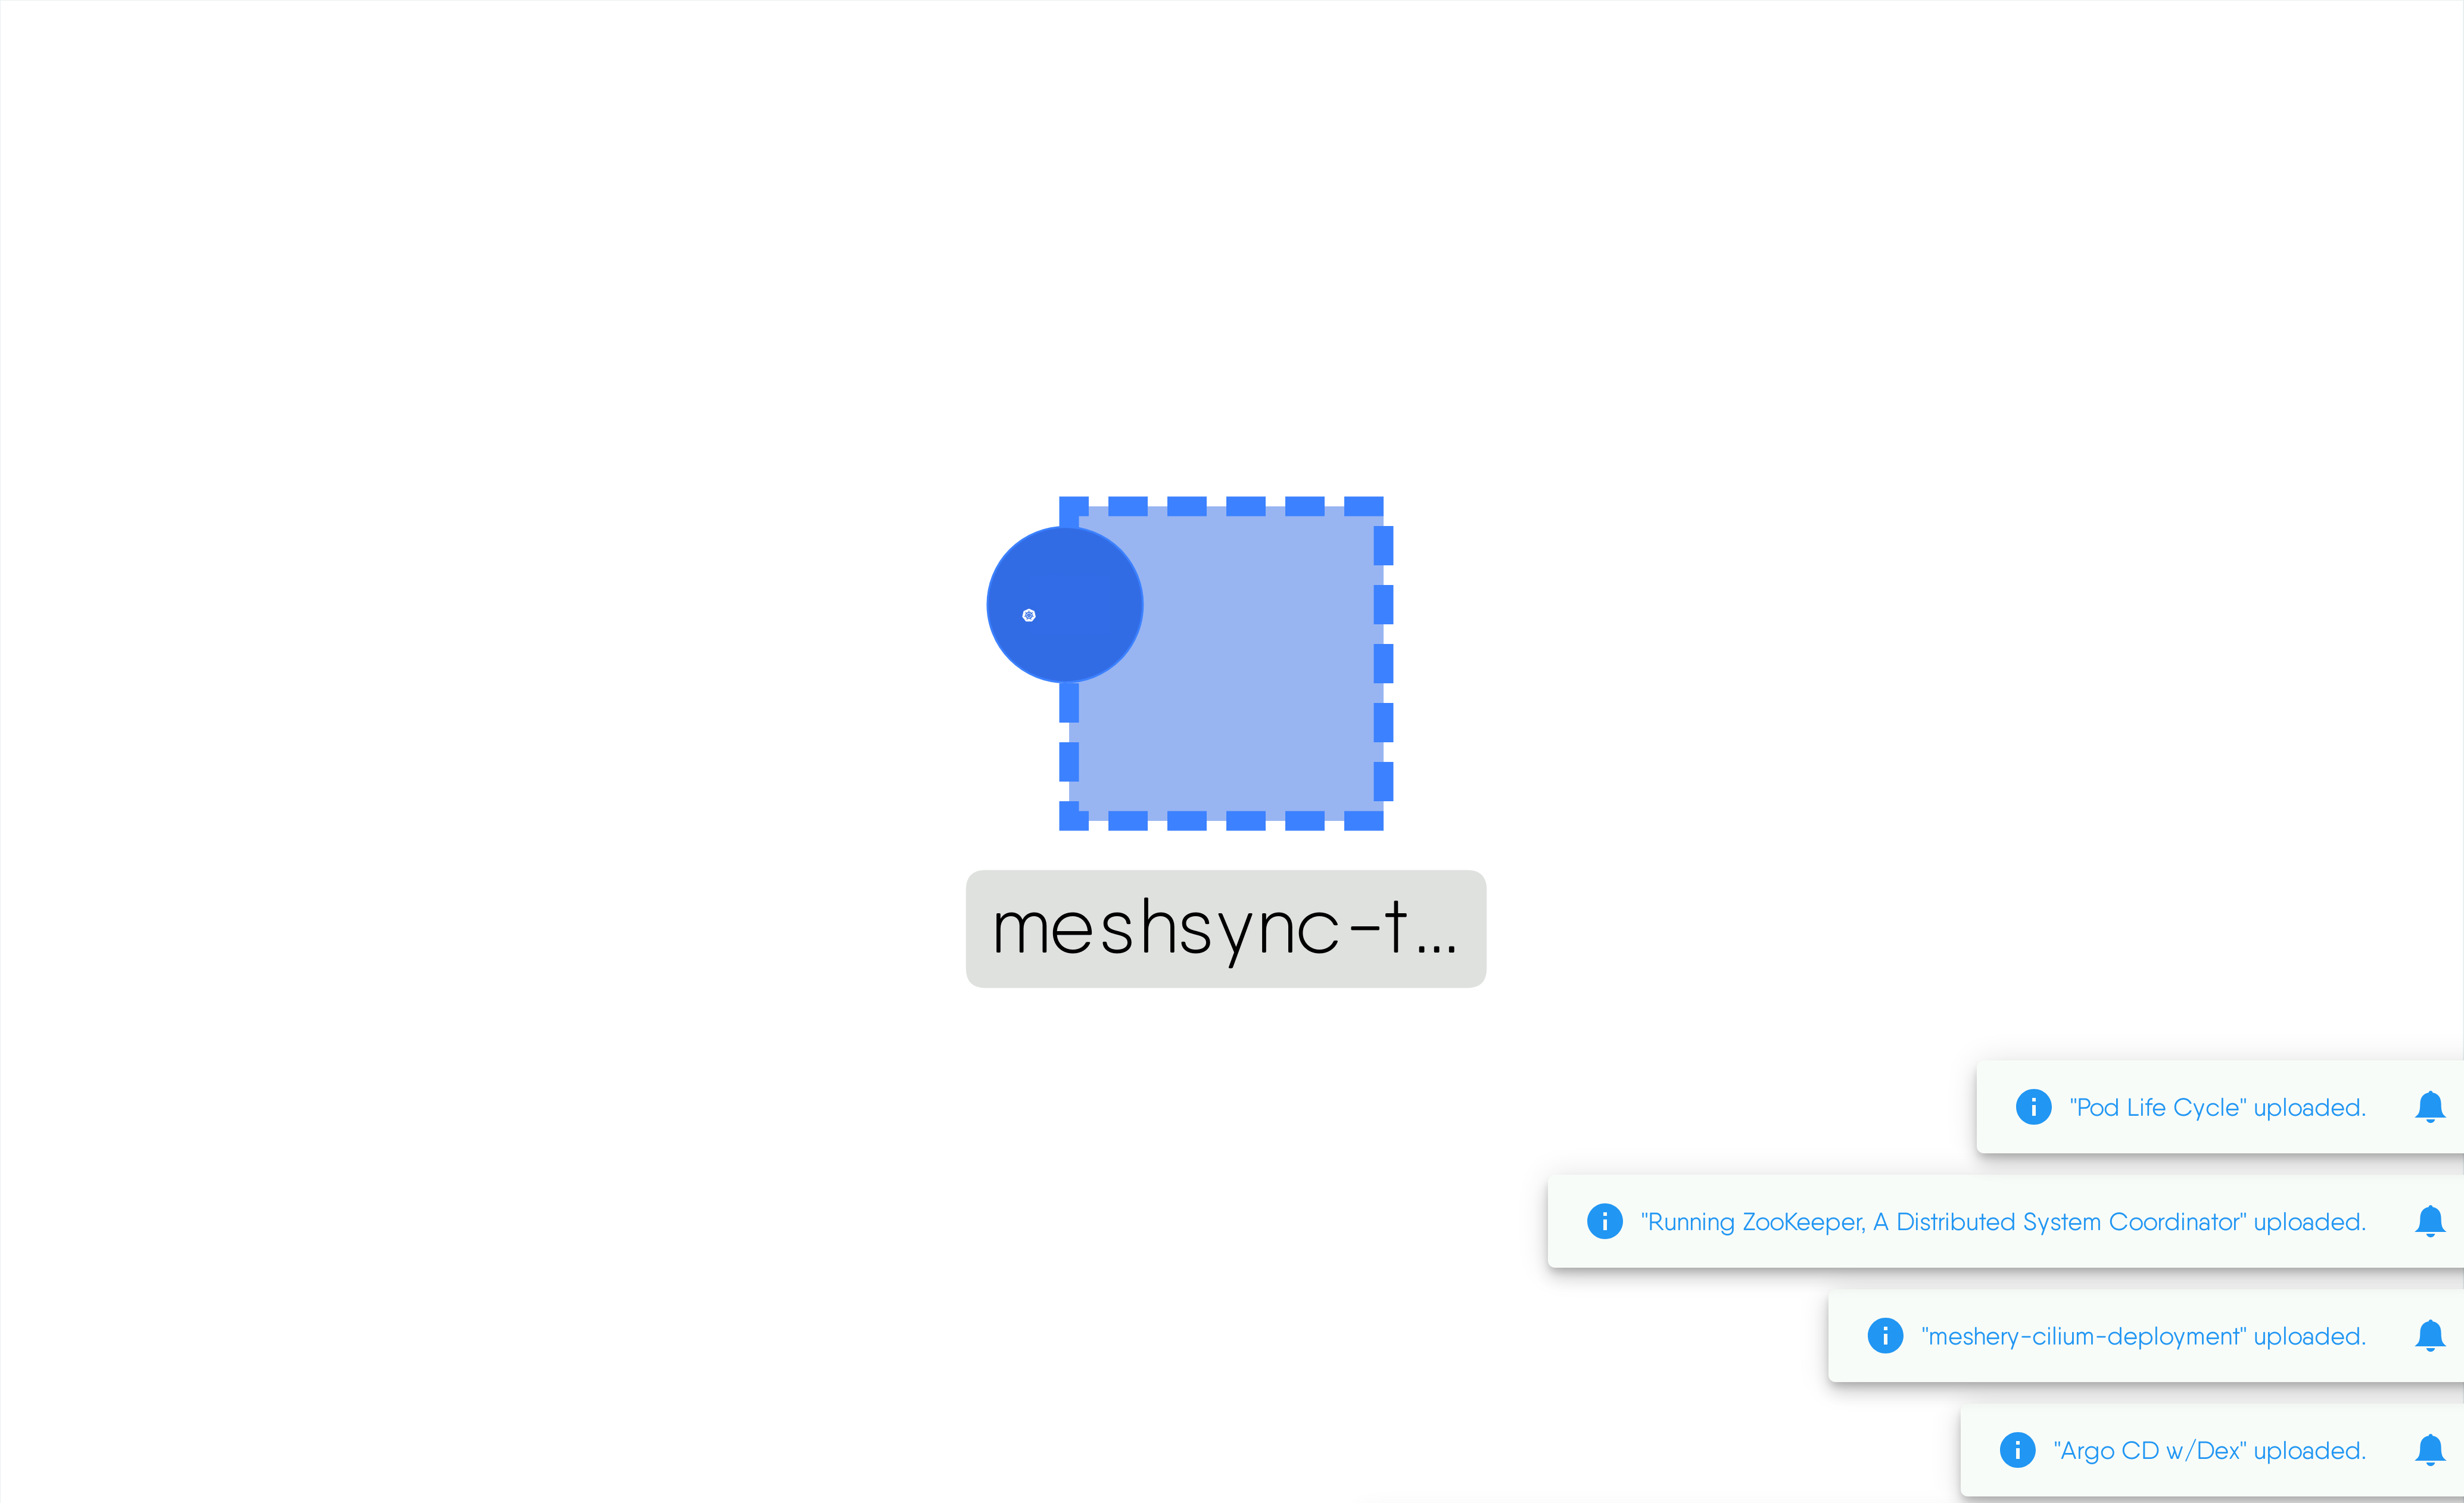 meshsync-t...
"Pod Life Cycle" uploaded.
"Running ZooKeeper, A Distributed System Coordinator" uploaded.
"meshery-cilium-deployment" uploaded.
"Argo CD w/Dex" uploaded.